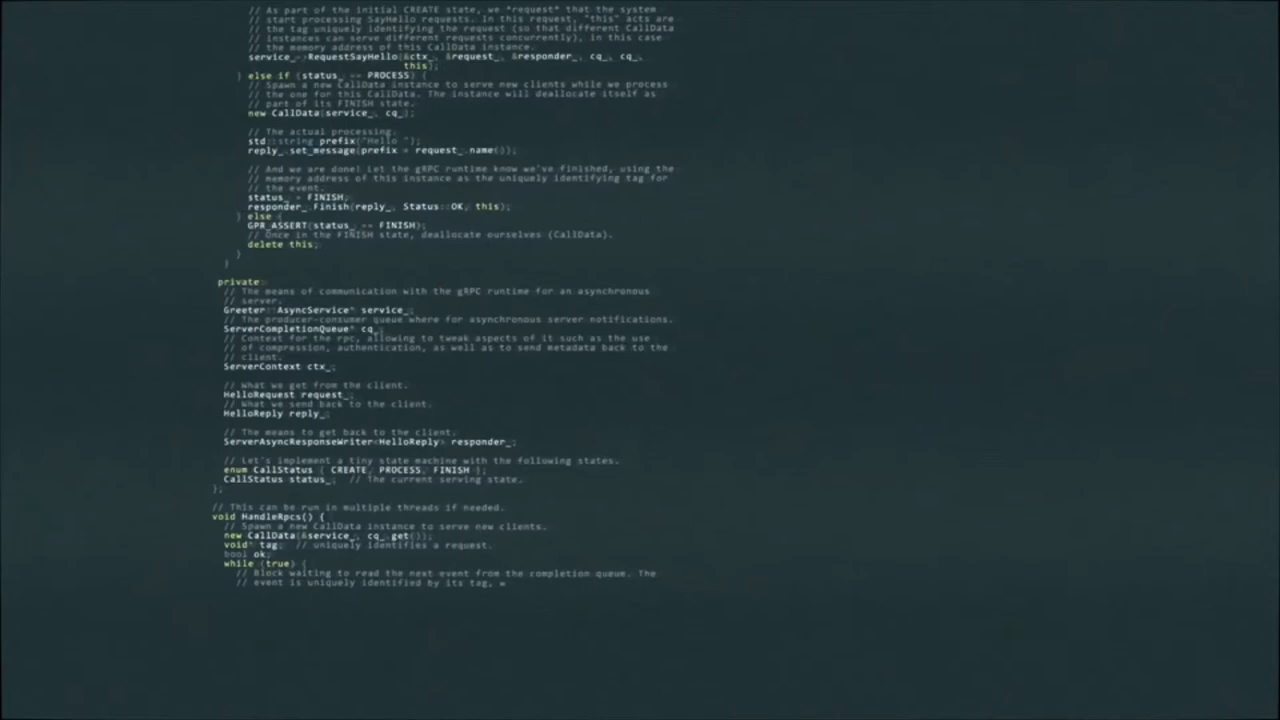 // As part of the initial CREATE state, we *request* that the system
// start processing SayHello requests. In this request, "this" acts are
// the tag uniquely identifying the request (so that different CallData
// instances can serve different requests concurrently), in this case
// the memory address of this CallData instance.
service_->RequestSayHello(&ctx_, &request_, &responder_, cq_, cq_,
this);
} else if (status_ == PROCESS) {
// Spawn a new CallData instance to serve new clients while we process
// the one for this CallData. The instance will deallocate itself as
// part of its FINISH state.
new CallData(service_, cq_);
// The actual processing.
std::string prefix("Hello ");
reply_.set_message(prefix + request_.name());
// And we are done! Let the gRPC runtime know we've finished, using the
// memory address of this instance as the uniquely identifying tag for
// the event.
status_ = FINISH;
responder_.Finish(reply_, Status::OK, this);
} else {
GPR_ASSERT(status_ == FINISH);
// Once in the FINISH state, deallocate ourselves (CallData).
delete this;
}
}
private:
// The means of communication with the gRPC runtime for an asynchronous
// server.
Greeter::AsyncService* service_;
// The producer-consumer queue where for asynchronous server notifications.
ServerCompletionQueue* cq_;
// Context for the rpc, allowing to tweak aspects of it such as the use
// of compression, authentication, as well as to send metadata back to the
// client.
ServerContext ctx_;
// What we get from the client.
HelloRequest request_;
// What we send back to the client.
HelloReply reply_;
// The means to get back to the client.
ServerAsyncResponseWriter<HelloReply> responder_;
// Let's implement a tiny state machine with the following states.
enum CallStatus { CREATE, PROCESS, FINISH };
CallStatus status_; // The current serving state.
};
// This can be run in multiple threads if needed.
void HandleRpcs() {
// Spawn a new CallData instance to serve new clients.
new CallData(&service_, cq_.get());
void* tag; // uniquely identifies a request.
bool ok;
while (true) {
// Block waiting to read the next event from the completion queue. The
// event is uniquely identified by its tag, w